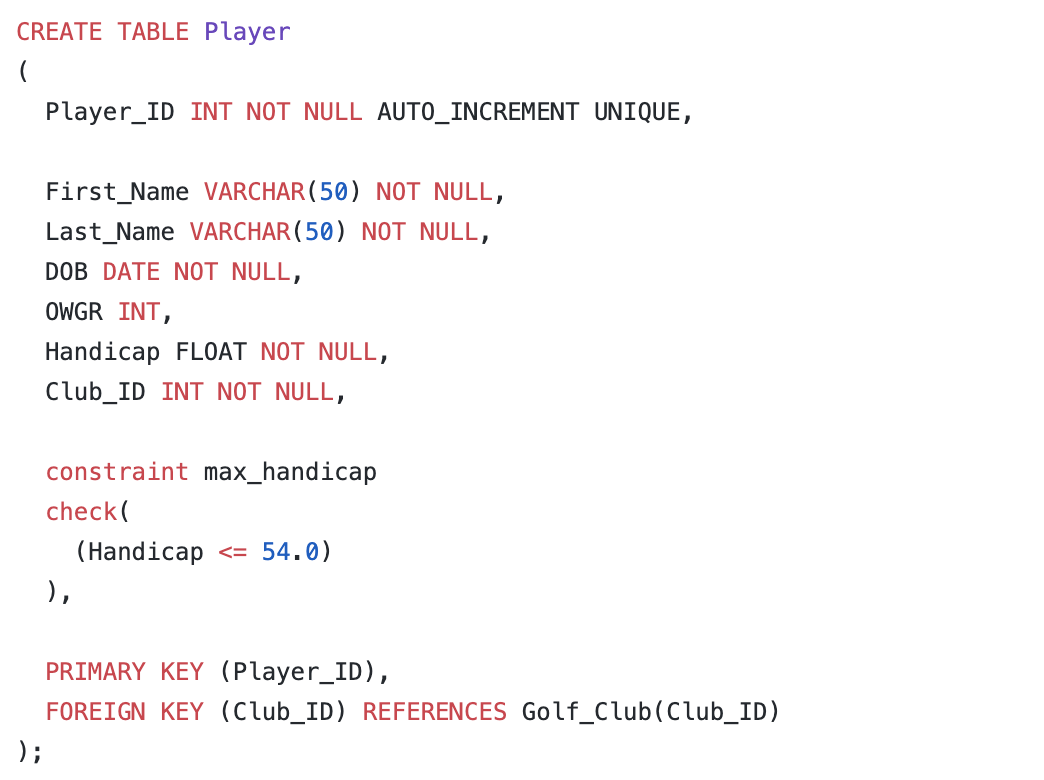 CREATE TABLE Player
(
  Player_ID INT NOT NULL AUTO_INCREMENT UNIQUE,

  First_Name VARCHAR(50) NOT NULL,
  Last_Name VARCHAR(50) NOT NULL,
  DOB DATE NOT NULL,
  OWGR INT,
  Handicap FLOAT NOT NULL,
  Club_ID INT NOT NULL,

  constraint max_handicap
  check(
    (Handicap <= 54.0)
  ),

  PRIMARY KEY (Player_ID),
  FOREIGN KEY (Club_ID) REFERENCES Golf_Club(Club_ID)
);